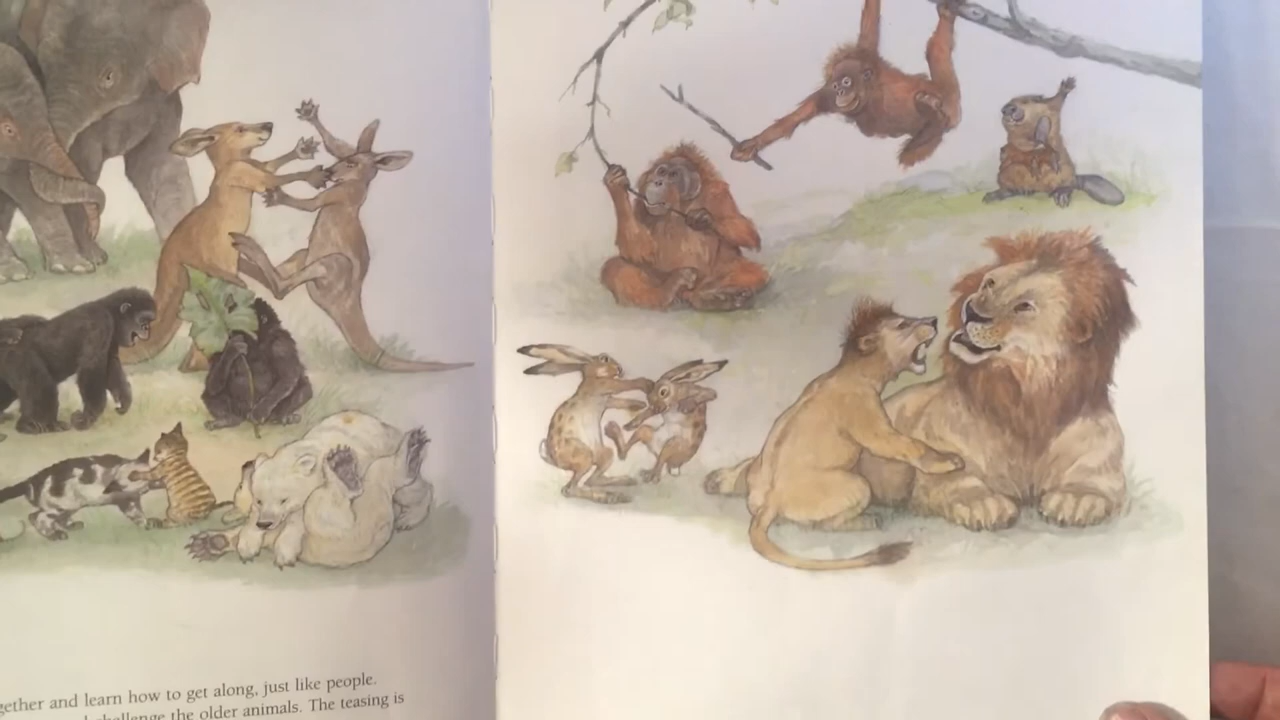 gether and learn how to get along, just like people.
challenge the older animals. The teasing is